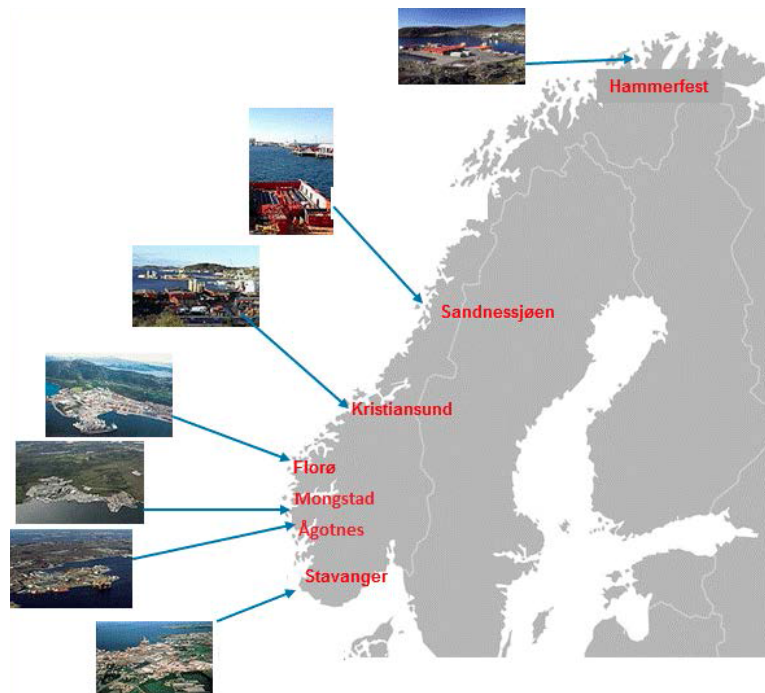 Hammerfest
Sandnessjøen
Kristiansund
Florø
Mongstad
Ågotnes
Stavanger